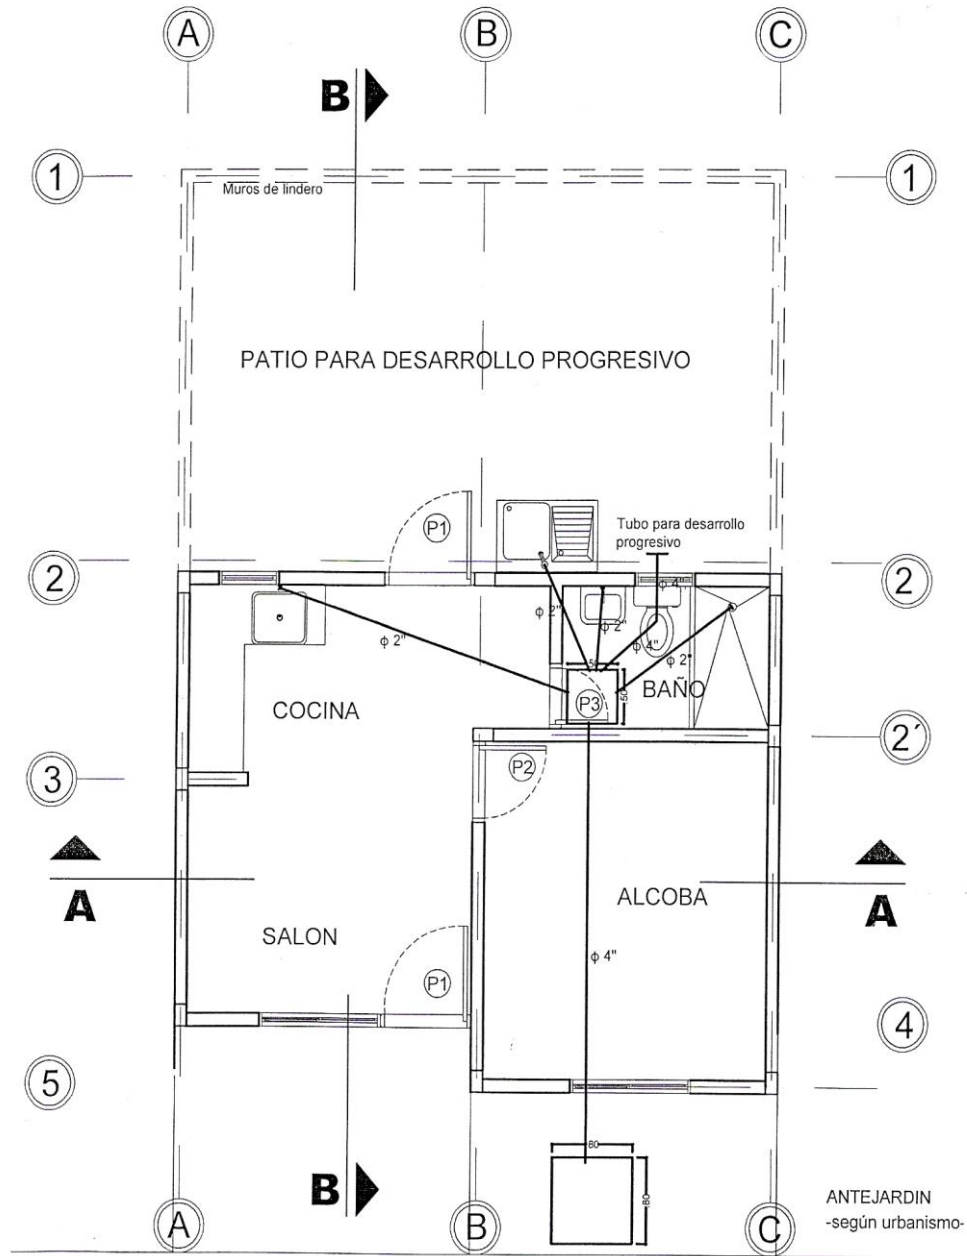 A
B
C
B
1
1
Muros de lindero
PATIO PARA DESARROLLO PROGRESIVO
P1
Tubo para desarrollo
progresivo
2
2
ϕ 4"
ϕ 2"
ϕ 2"
ϕ 2"
ϕ 4"
ϕ 2"
50
50
P3
BAÑO
COCINA
2´
P2
3
A
A
ALCOBA
SALON
ϕ 4"
P1
4
5
80
80
B
A
B
C
ANTEJARDIN
-según urbanismo-